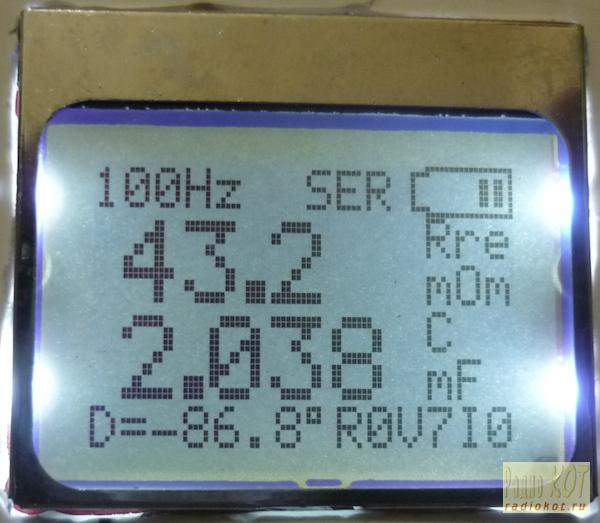 100Hz SER
43.2 Rre
mOm
2.038 C
mF
D=-86.8° R0V7I0
Радио КОТ
radiokot.ru